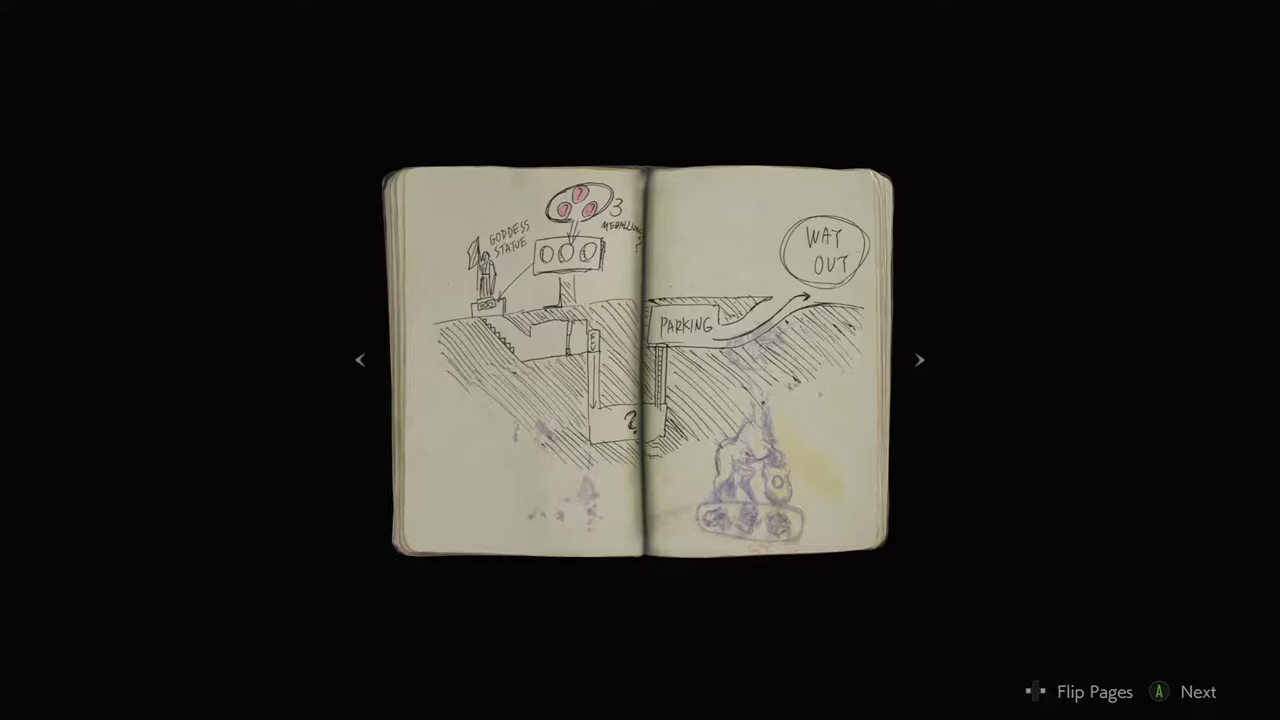 3
MEDALLIONS
?
GODDESS
STATUE
WAY
OUT
PARKING
?
Flip Pages A Next